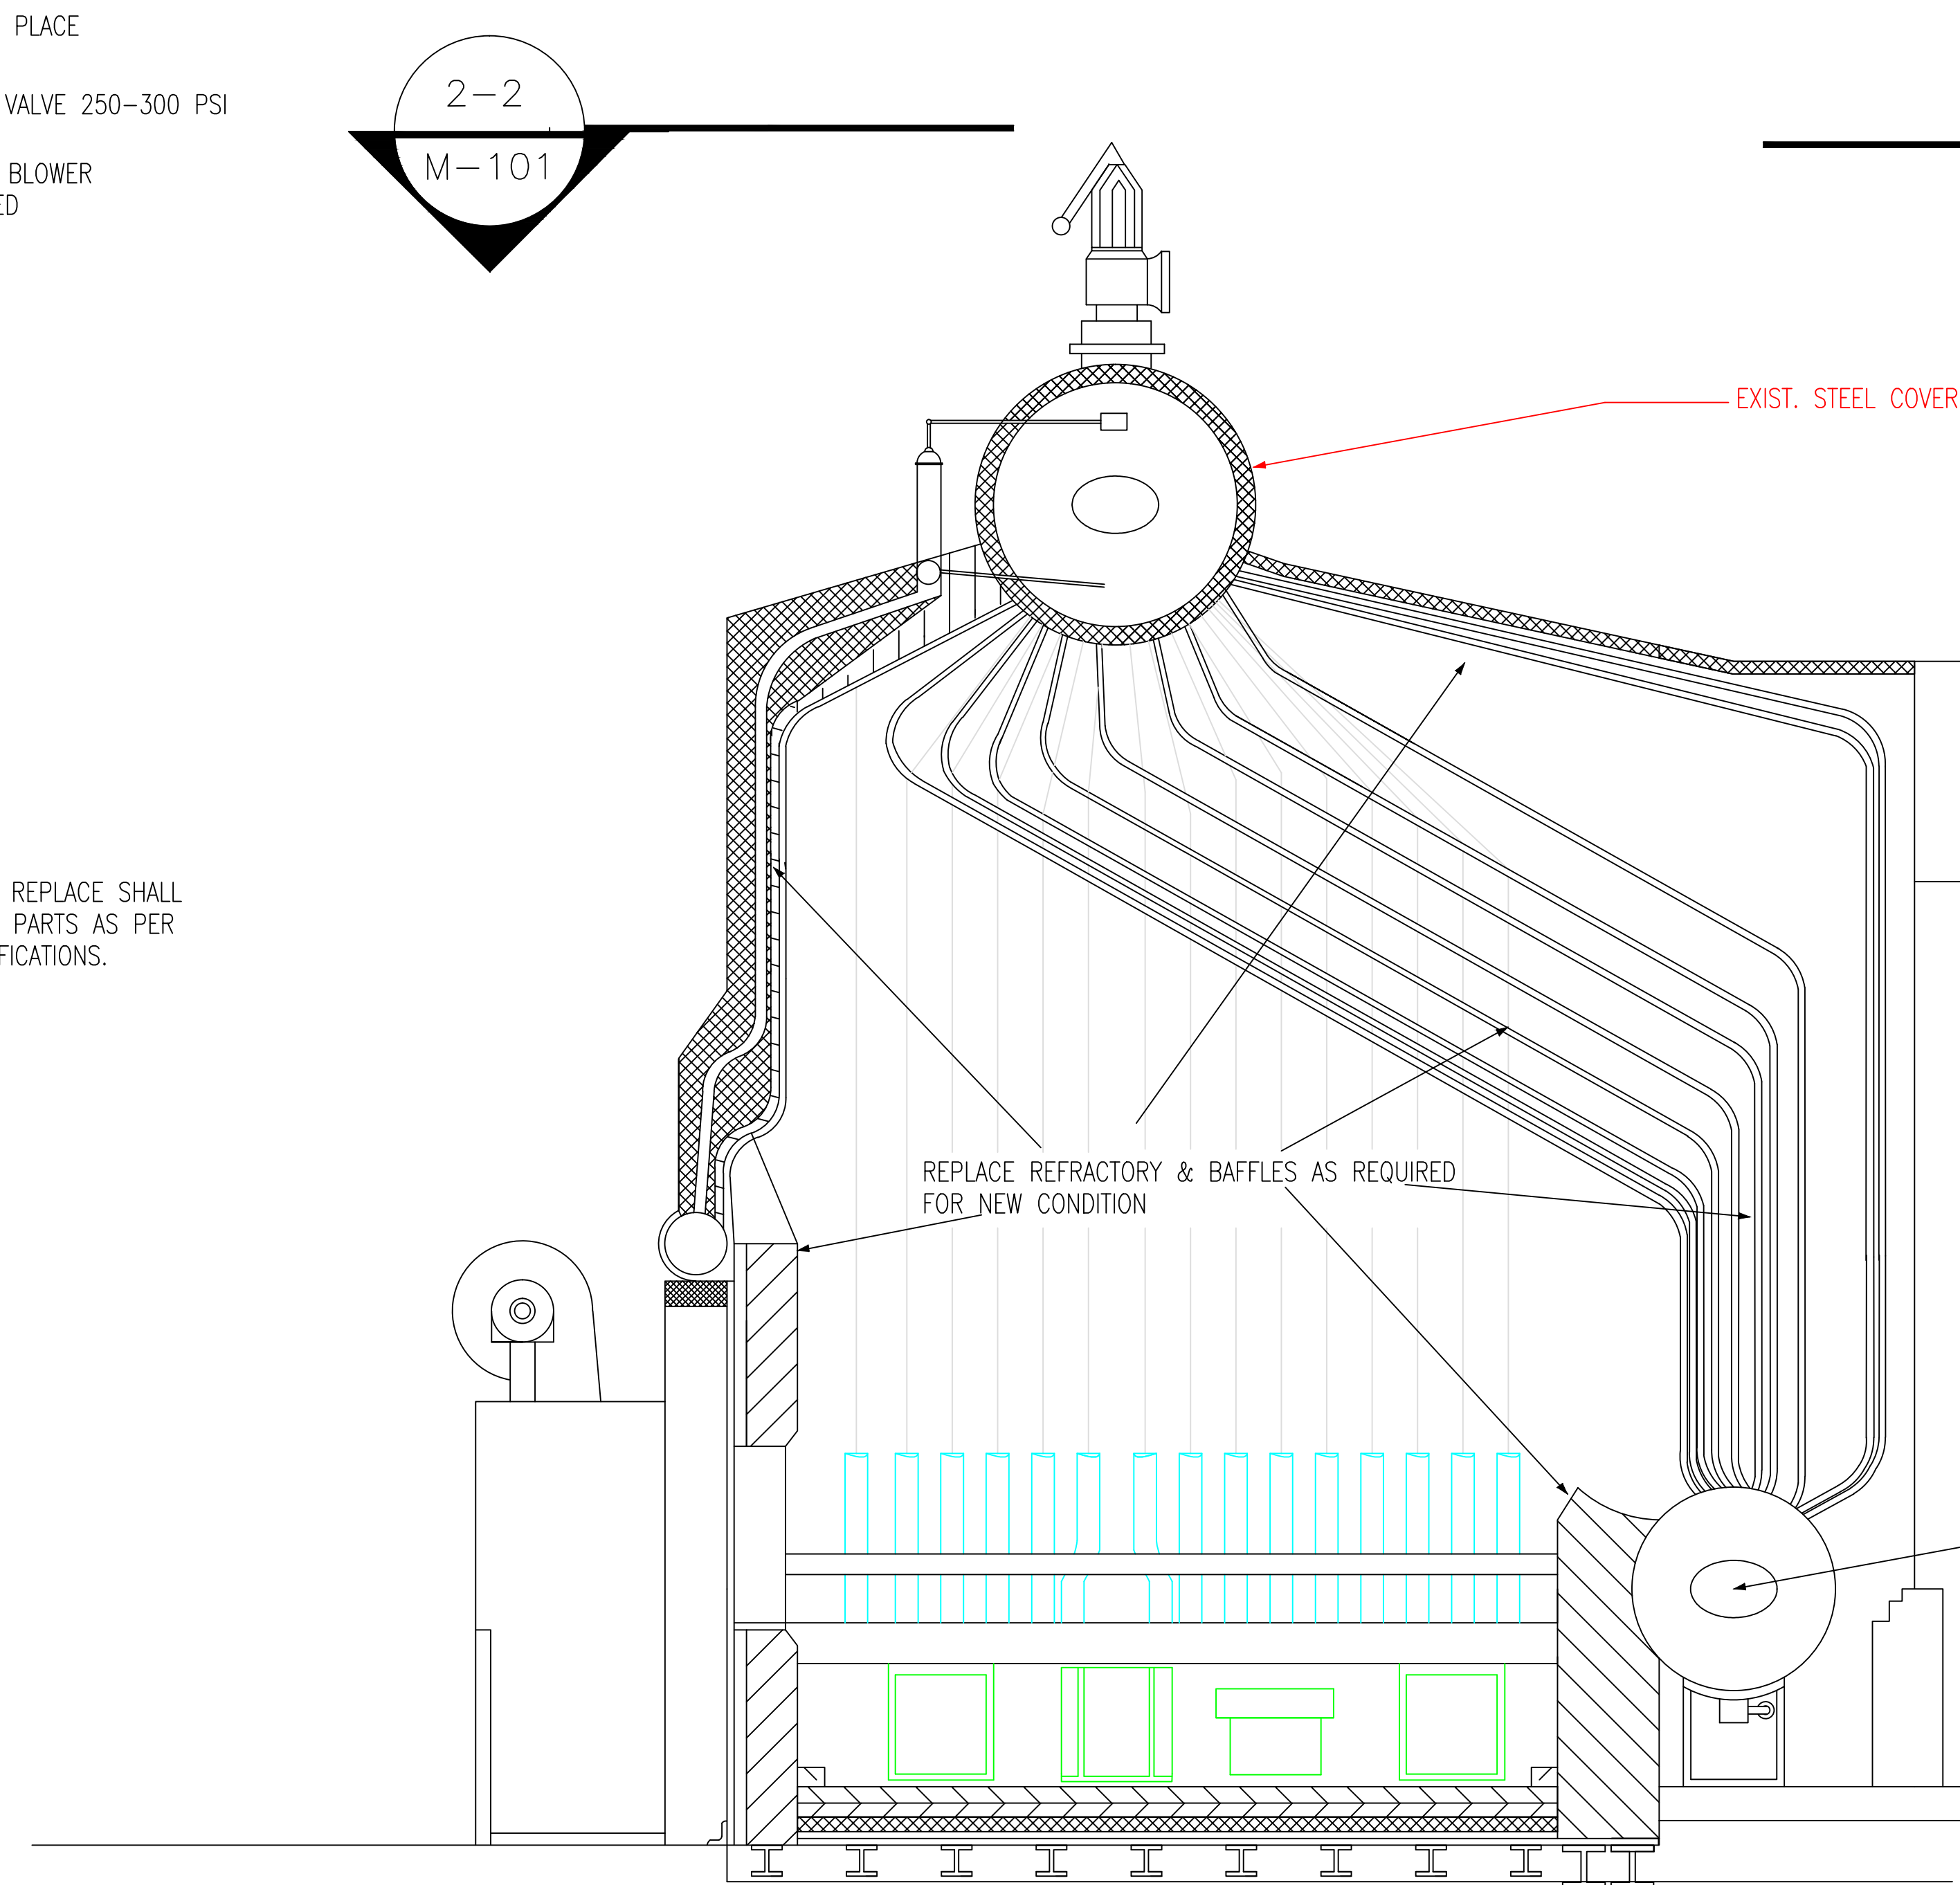 PLACE
VALVE 250-300 PSI
BLOWER
ED
2-2
M-101
EXIST. STEEL COVER
REPLACE SHALL
PARTS AS PER
FICATIONS.
REPLACE REFRACTORY & BAFFLES AS REQUIRED
FOR NEW CONDITION